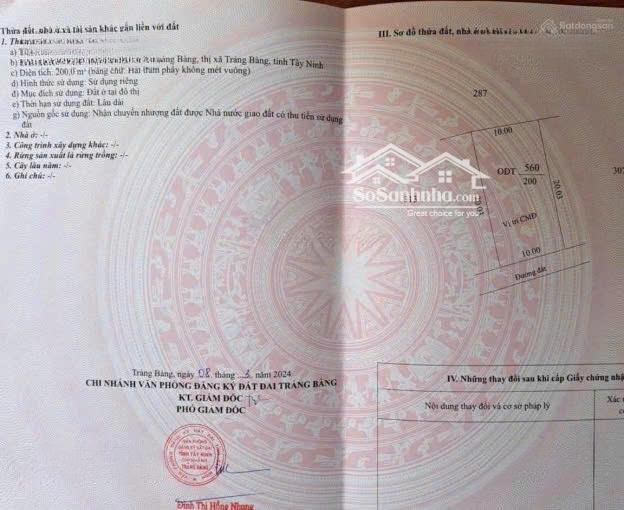 Thửa đất, nhà ở và tài sản khác gắn liền với đất
1. Thửa
a)
b) Trảng Bàng, thị xã Trảng Bàng, tỉnh Tây Ninh
c) Diện tích: 200,0 m² (bằng chữ: Hai trăm phẩy không mét vuông)
d) Hình thức sử dụng: Sử dụng riêng
đ) Mục đích sử dụng: Đất ở tại đô thị
e) Thời hạn sử dụng đất: Lâu dài
g) Nguồn gốc sử dụng: Nhận chuyển nhượng đất được Nhà nước giao đất có thu tiền sử dụng
đất
2. Nhà ở: -/-
3. Công trình xây dựng khác: -/-
4. Rừng sản xuất là rừng trồng: -/-
5. Cây lâu năm: -/-
6. Ghi chú: -/-
Trảng Bàng, ngày 08 tháng 3 năm 2024
CHI NHÁNH VĂN PHÒNG ĐĂNG KÝ ĐẤT ĐAI TRẢNG BÀNG
KT. GIÁM ĐỐC
PHÓ GIÁM ĐỐC
TỈNH TÂY NINH
TRẢNG BÀNG
Đinh Thị Hồng Nhung
Batdongsan
III. Sơ đồ thửa đất, nhà ở
287
10.00
ODT 560
200
20.03
20.03
307
Vị trí CMĐ
10.00
Đường đất
SoSanhnha.com
Great choice for you
IV. Những thay đổi sau khi cấp Giấy chứng nhận
Nội dung thay đổi và cơ sở pháp lý
Xác
c